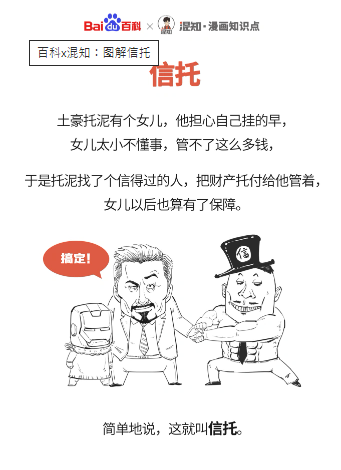 Bai du 百科 × 混知 混知·漫画知识点
百科x混知：图解信托
信托
土豪托泥有个女儿，他担心自己挂的早，
女儿太小不懂事，管不了这么多钱，
于是托泥找了个信得过的人，把财产托付给他管着，
女儿以后也算有了保障。
搞定！
信
简单地说，这就叫信托。